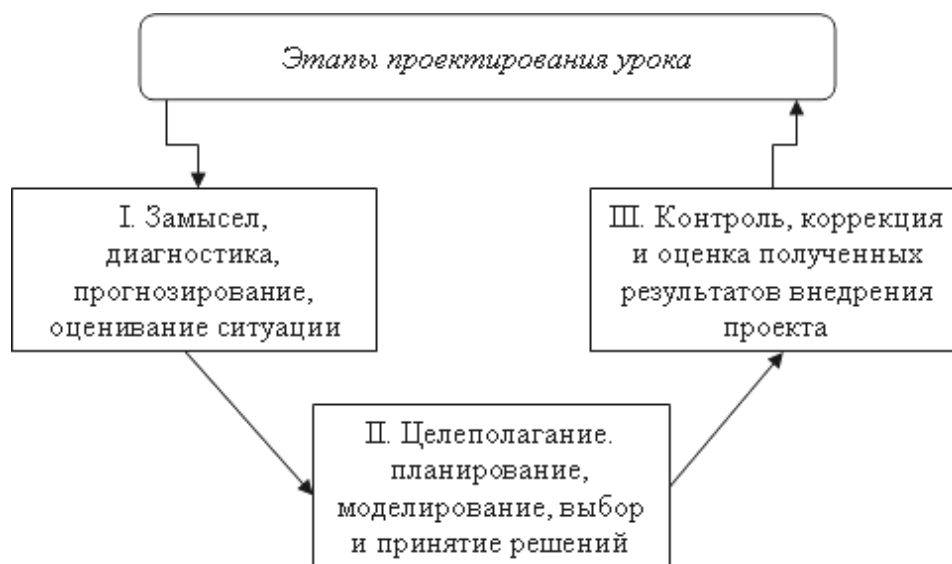 Этапы проектирования урока
I. Замысел,
диагностика,
прогнозирование,
оценивание ситуации
III. Контроль, коррекция
и оценка полученных
результатов внедрения
проекта
II. Целеполагание.
планирование,
моделирование, выбор
и принятие решений